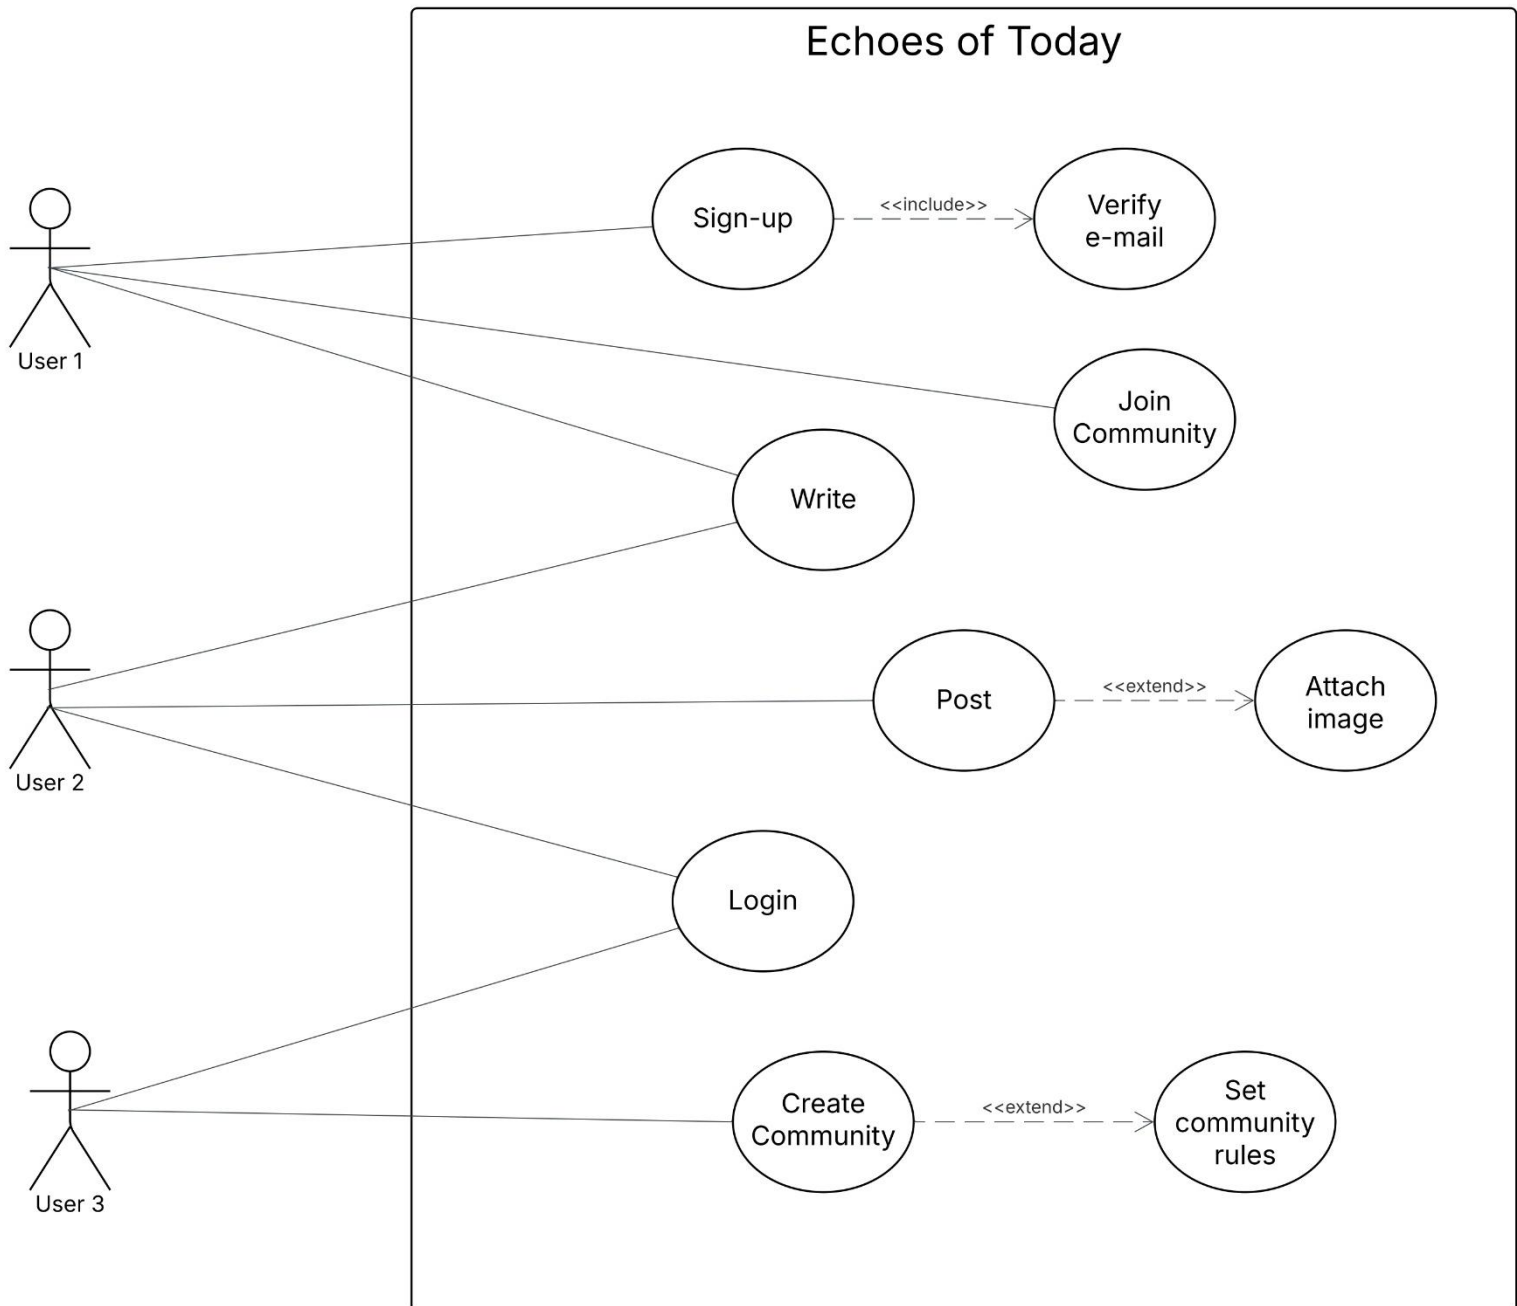 Echoes of Today
Sign-up
<<include>>
Verify
e-mail
User 1
Join
Community
Write
Post
<<extend>>
Attach
image
User 2
Login
Create
Community
<<extend>>
Set
community
rules
User 3